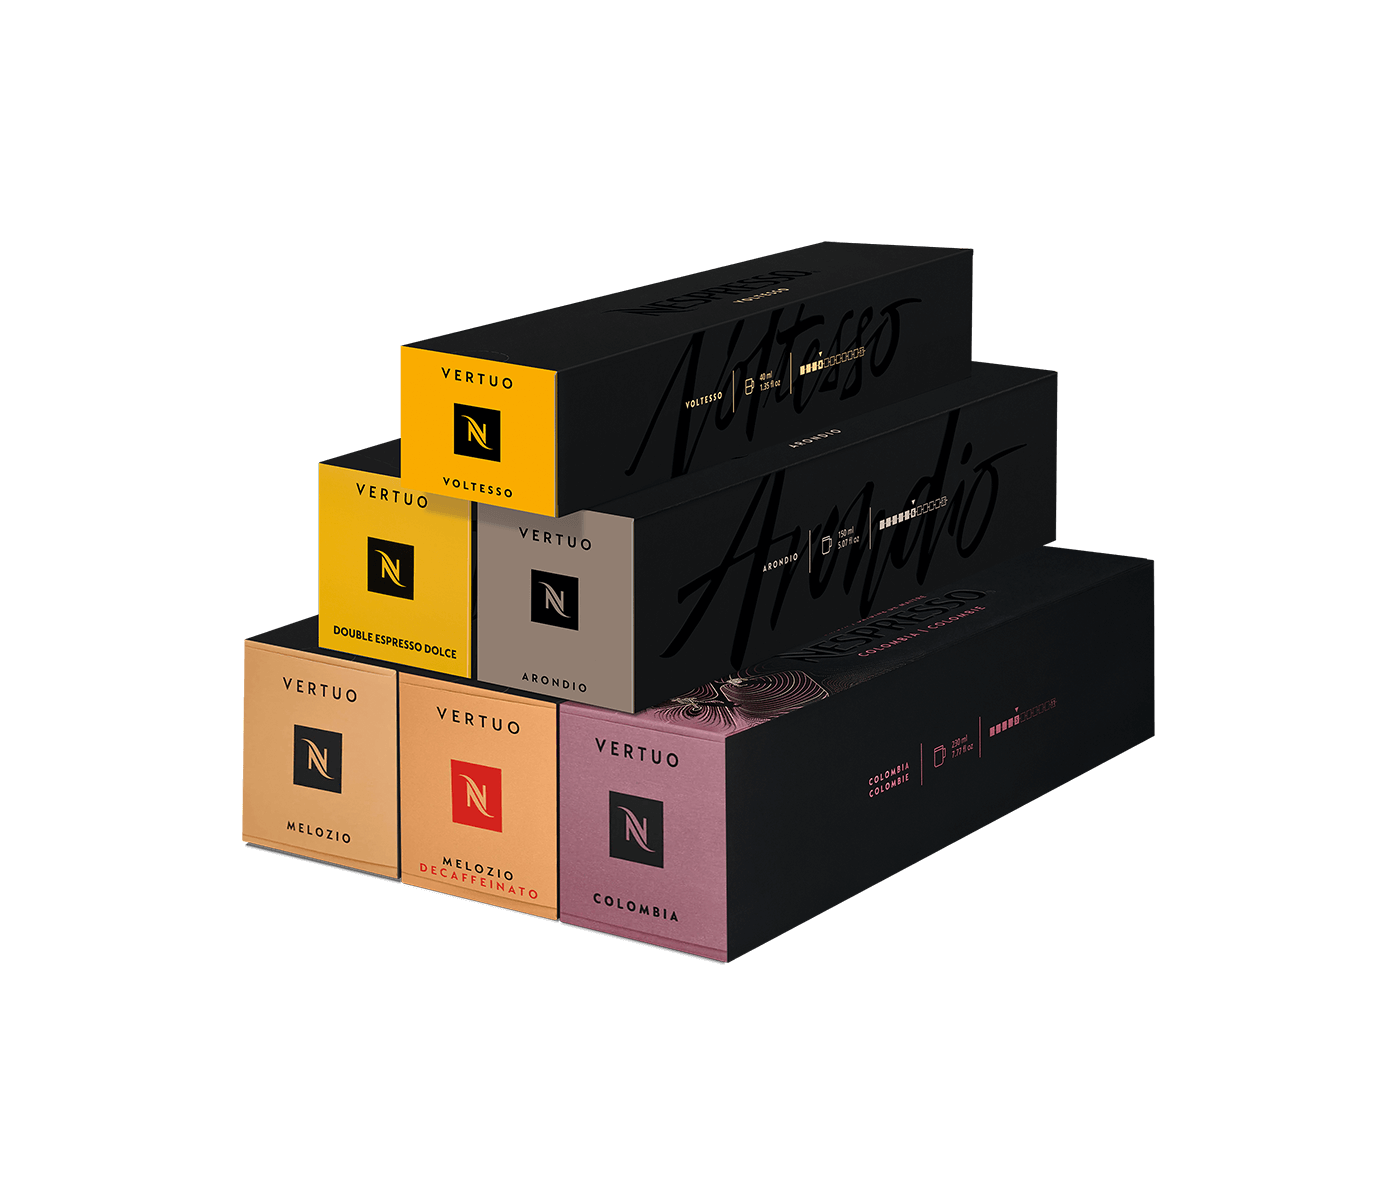 NESPRESSO
VOLTESSO
Voltesso
VERTUO
N
VOLTESSO
VOLTESSO
40 ml
1.35 fl oz
4
ARONDIO
Arondio
VERTUO
N
DOUBLE ESPRESSO DOLCE
VERTUO
N
ARONDIO
ARONDIO
150 ml
5.07 fl oz
6
NESPRESSO
COLOMBIA | COLOMBIE
VERTUO
N
MELOZIO
VERTUO
N
MELOZIO
DECAFFEINATO
VERTUO
N
COLOMBIA
COLOMBIA
COLOMBIE
230 ml
7.77 fl oz